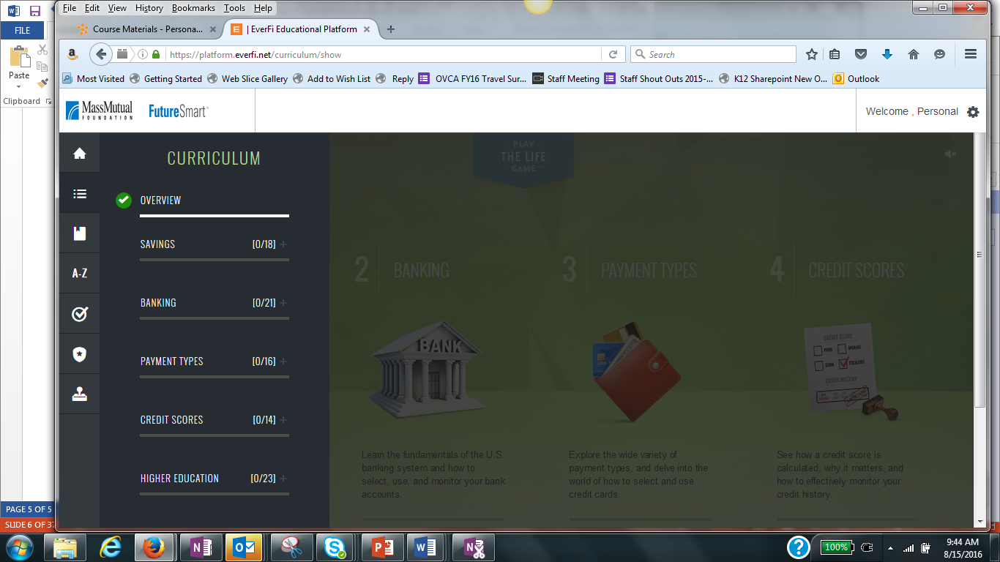 File Edit View History Bookmarks Tools Help
FILE
Course Materials - Persona...
| EverFi Educational Platform
https://platform.everfi.net/curriculum/show
Search
Paste
Clipboard
Most Visited Getting Started Web Slice Gallery Add to Wish List Reply OVCA FY16 Travel Sur... Staff Meeting Staff Shout Outs 2015-... K12 Sharepoint New O... Outlook
MassMutual
FOUNDATION
FutureSmart™
Welcome , Personal
CURRICULUM
OVERVIEW
SAVINGS [0/18] +
BANKING [0/21] +
PAYMENT TYPES [0/16] +
CREDIT SCORES [0/14] +
HIGHER EDUCATION [0/23] +
A-Z
PLAY
THE LIFE
GAME
2 BANKING
BANK
Learn the fundamentals of the U.S.
banking system and how to
select, use, and monitor your bank
accounts.
3 PAYMENT TYPES
Explore the wide variety of
payment types, and delve into the
world of how to select and use
credit cards.
4 CREDIT SCORES
CREDIT SCORE
AVERAGE
GOOD
EXCELLENT
CREDIT HISTORY
See how a credit score is
calculated, why it matters, and
how to effectively monitor your
credit history.
PAGE 5 OF 5
SLIDE 6 OF 37
100%
9:44 AM
8/15/2016